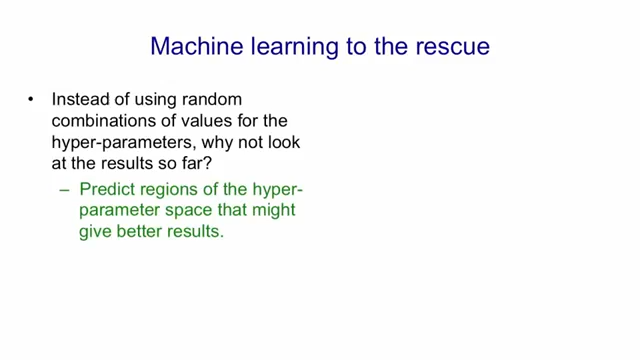 Machine learning to the rescue
• Instead of using random
combinations of values for the
hyper-parameters, why not look
at the results so far?
– Predict regions of the hyper-
parameter space that might
give better results.